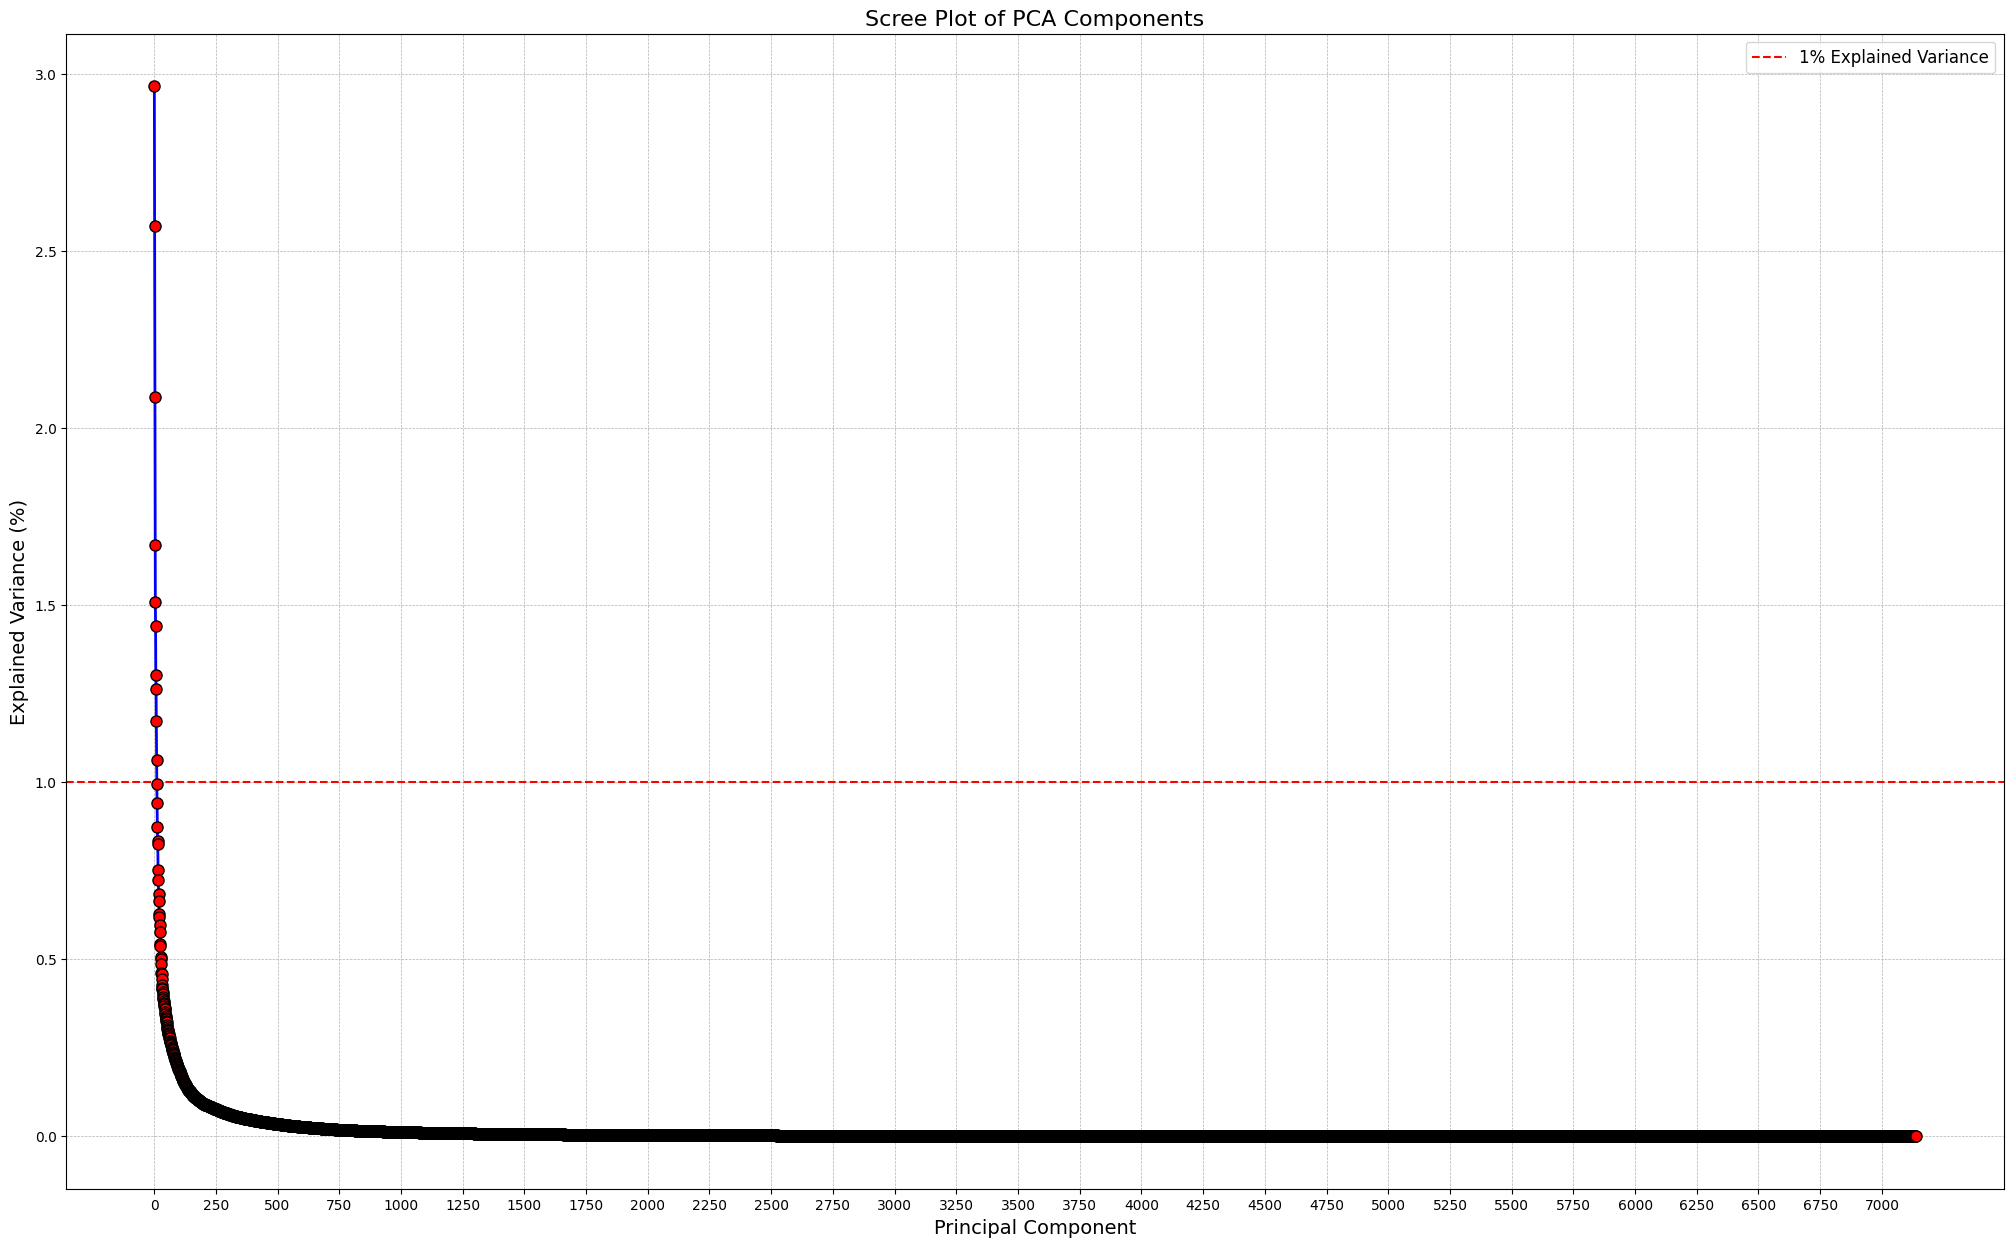 Scree Plot of PCA Components
1% Explained Variance
3.0
2.5
2.0
1.5
1.0
0.5
0.0
Explained Variance (%)
0 250 500 750 1000 1250 1500 1750 2000 2250 2500 2750 3000 3250 3500 3750 4000 4250 4500 4750 5000 5250 5500 5750 6000 6250 6500 6750 7000
Principal Component